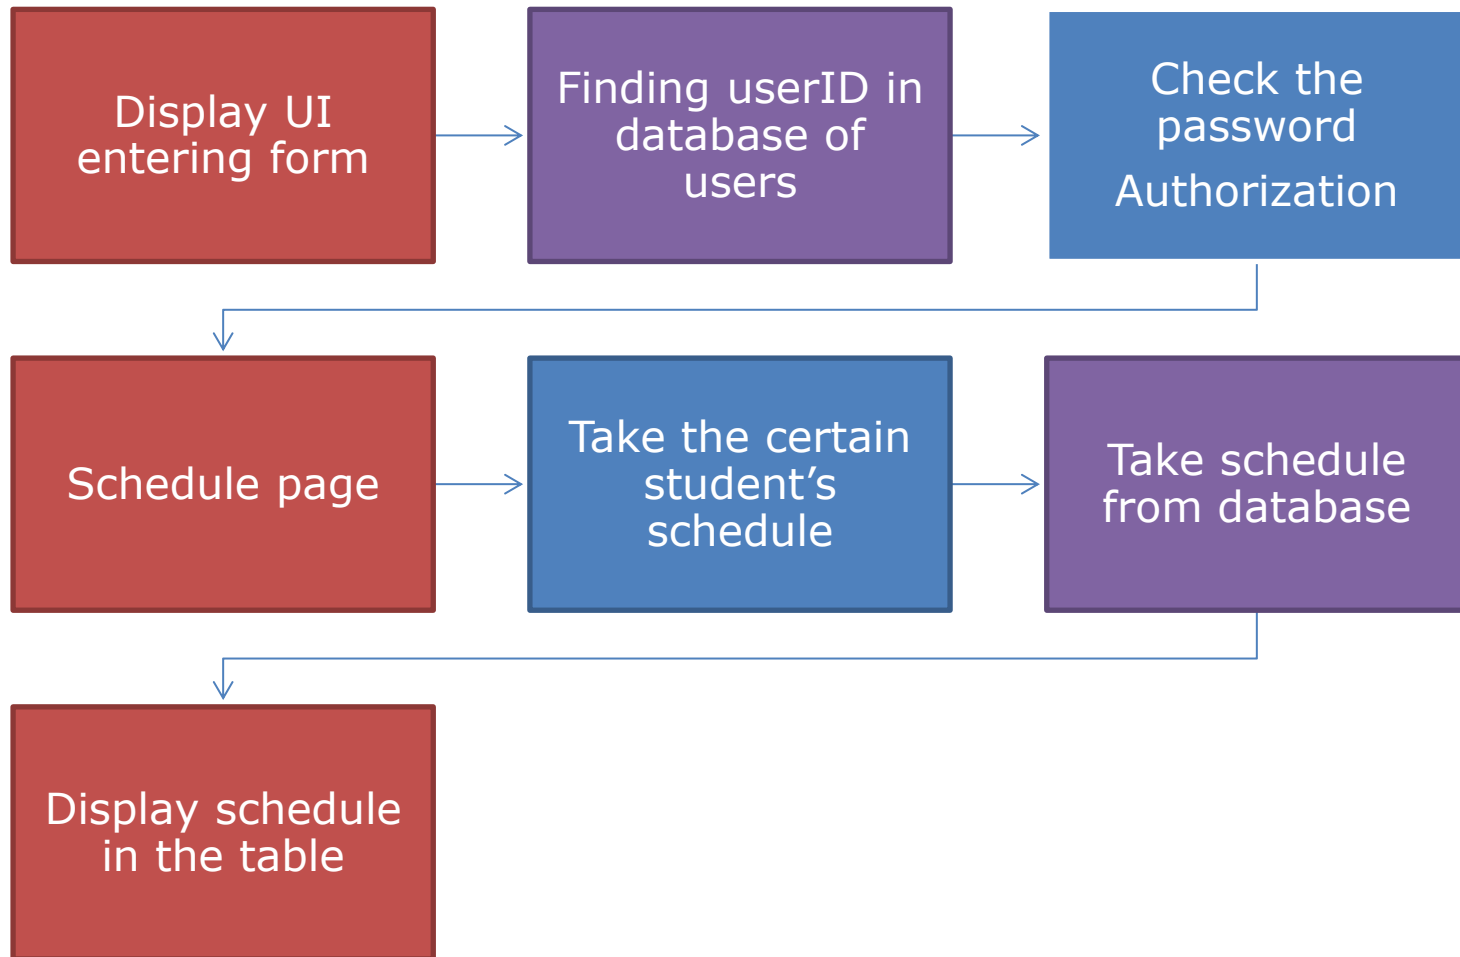 Display UI
entering form
Finding userID in
database of
users
Check the
password
Authorization
Schedule page
Take the certain
student’s
schedule
Take schedule
from database
Display schedule
in the table